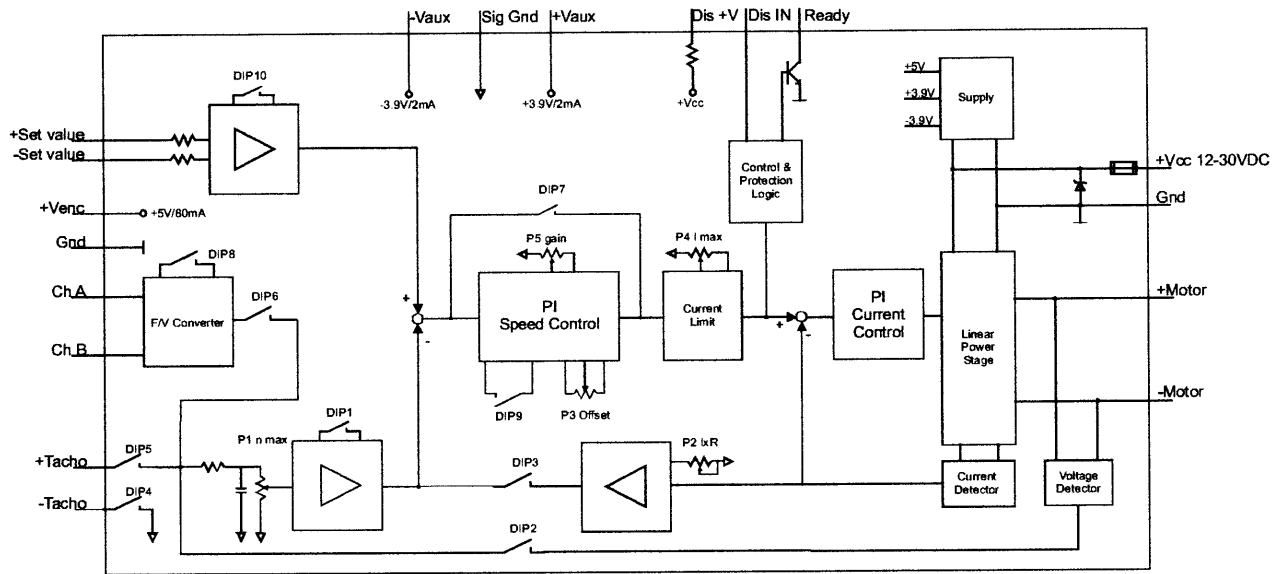 -Vaux
Sig Gnd
+Vaux
Dis +V
Dis IN
Ready
DIP10
-3.9V/2mA
+3.9V/2mA
+Vcc
+5V
+3.9V
-3.9V
Supply
+Set value
-Set value
+Vcc 12-30VDC
Gnd
Control &
Protection
Logic
+Venc
+5V/80mA
Gnd
DIP7
DIP8
P5 gain
P4 I max
Ch A
DIP6
+
-
PI
Speed Control
Current
Limit
+
-
PI
Current
Control
Linear
Power
Stage
+Motor
F/V Converter
Ch B
-Motor
DIP9
P3 Offset
DIP1
P1 n max
P2 IxR
DIP5
+Tacho
DIP3
Current
Detector
Voltage
Detector
DIP4
-Tacho
DIP2